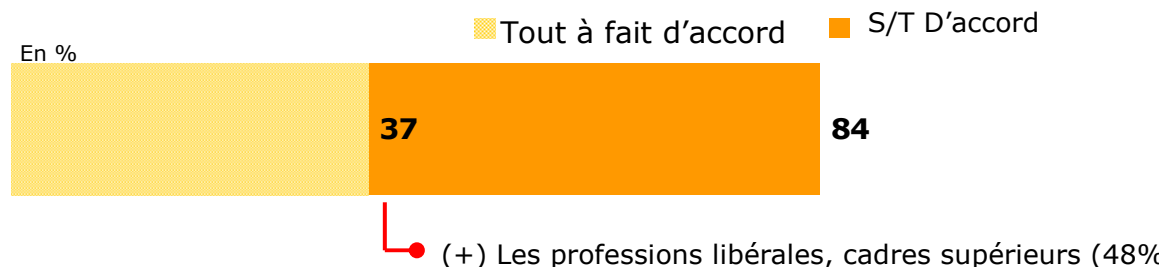 Tout à fait d’accord
S/T D’accord
En %
37
84
(+) Les professions libérales, cadres supérieurs (48%